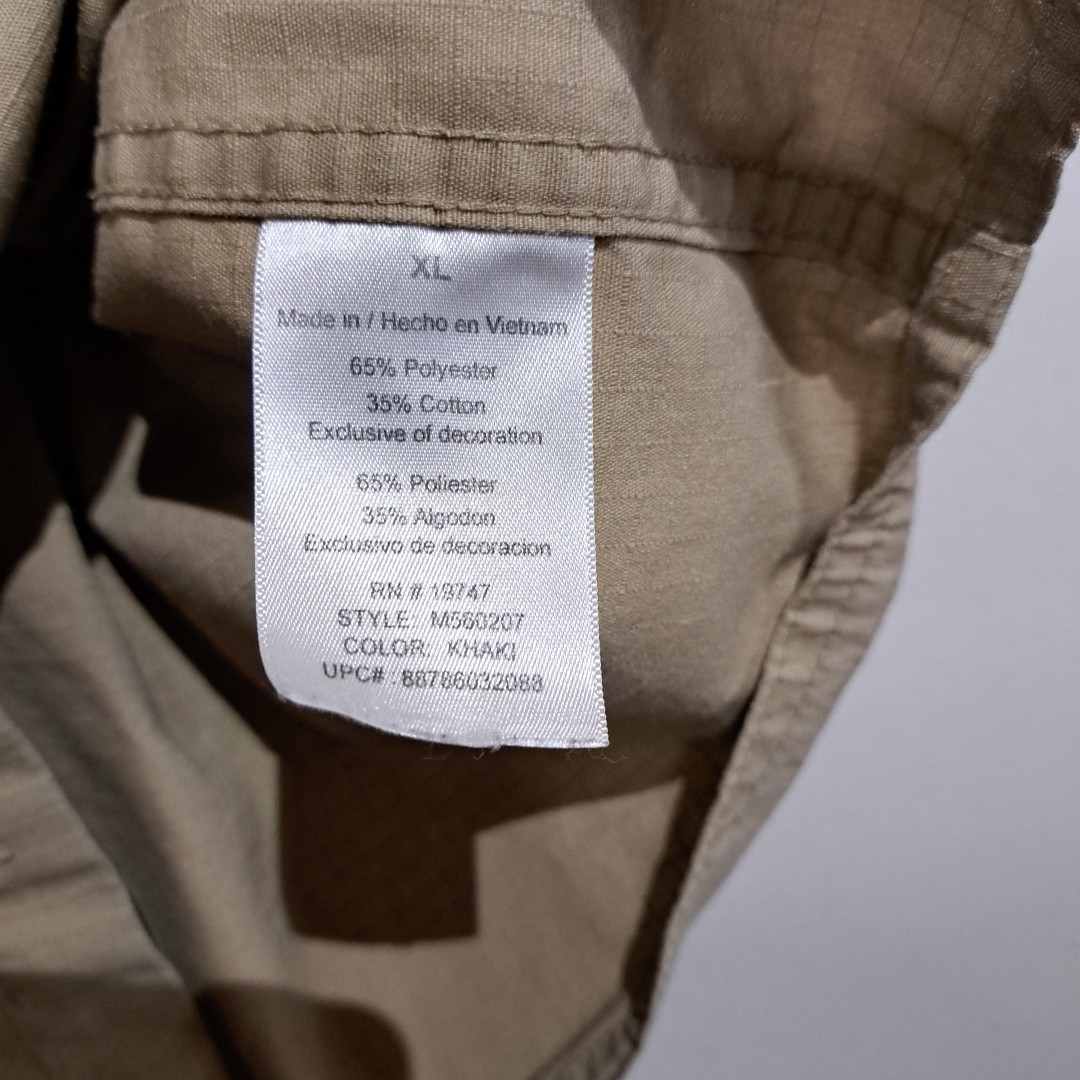 XL
Made in / Hecho en Vietnam
65% Polyester
35% Cotton
Exclusive of decoration
65% Poliester
35% Algodon
Exclusivo de decoracion
RN # 19747
STYLE: M560207
COLOR: KHAKI
UPC# : 88786032088